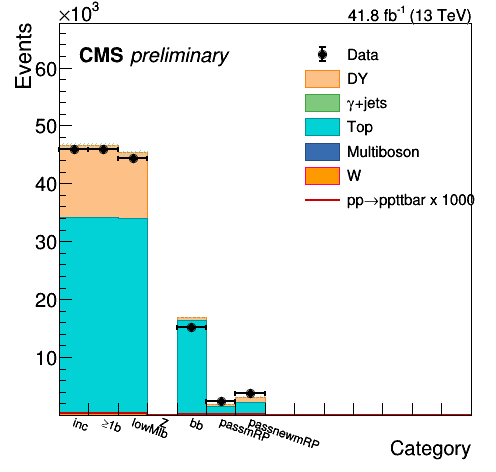 ×10³
41.8 fb⁻¹ (13 TeV)
Events
CMS preliminary
Data
DY
γ+jets
Top
Multiboson
W
pp→ppttbar x 1000
60
50
40
30
20
10
inc
≥1b
lowMib
Z
bb
passmRP
passnewmRP
Category